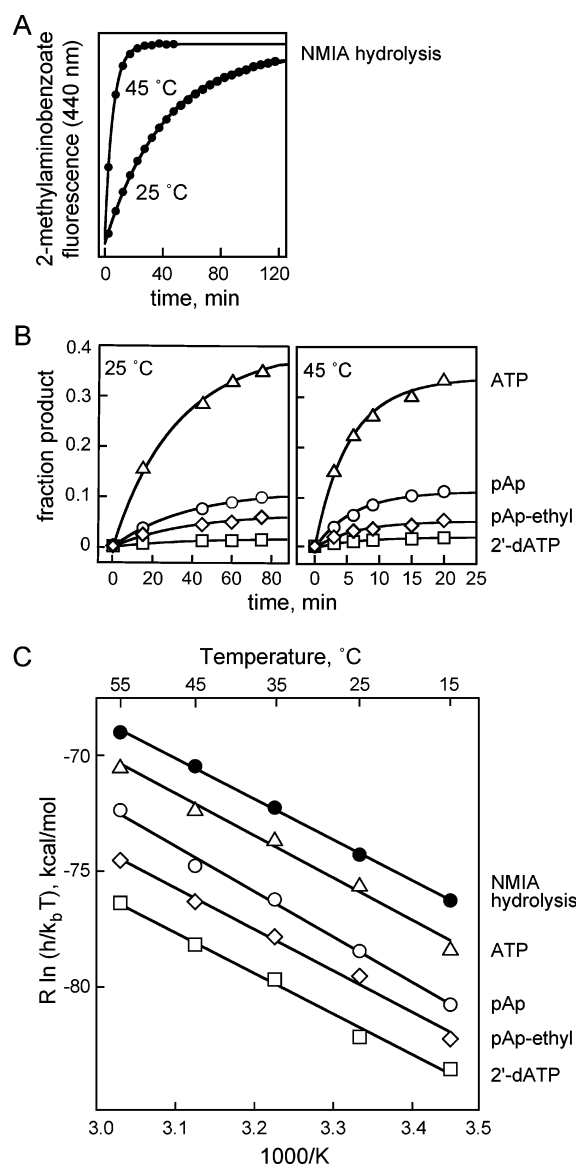 A
2-methylaminobenzoate
fluorescence (440 nm)
NMIA hydrolysis
45 ˚C
25 ˚C
0 40 80 120
time, min
B
fraction product
0.4
0.3
0.2
0.1
0
25 ˚C
45 ˚C
ATP
pAp
pAp-ethyl
2'-dATP
0 20 40 60 80
0 5 10 15 20 25
time, min
time, min
C
Temperature, ˚C
55 45 35 25 15
R ln (h/kbT), kcal/mol
-70
-75
-80
NMIA
hydrolysis
ATP
pAp
pAp-ethyl
2'-dATP
3.0 3.1 3.2 3.3 3.4 3.5
1000/K